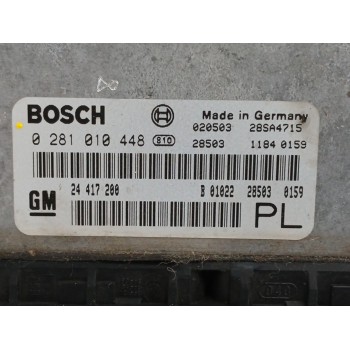 BOSCH Made in Germany
020503 28SA4715
0 281 010 448 810 28503 1184 0159
24 417 200 B 01022 28503 0159
GM PL